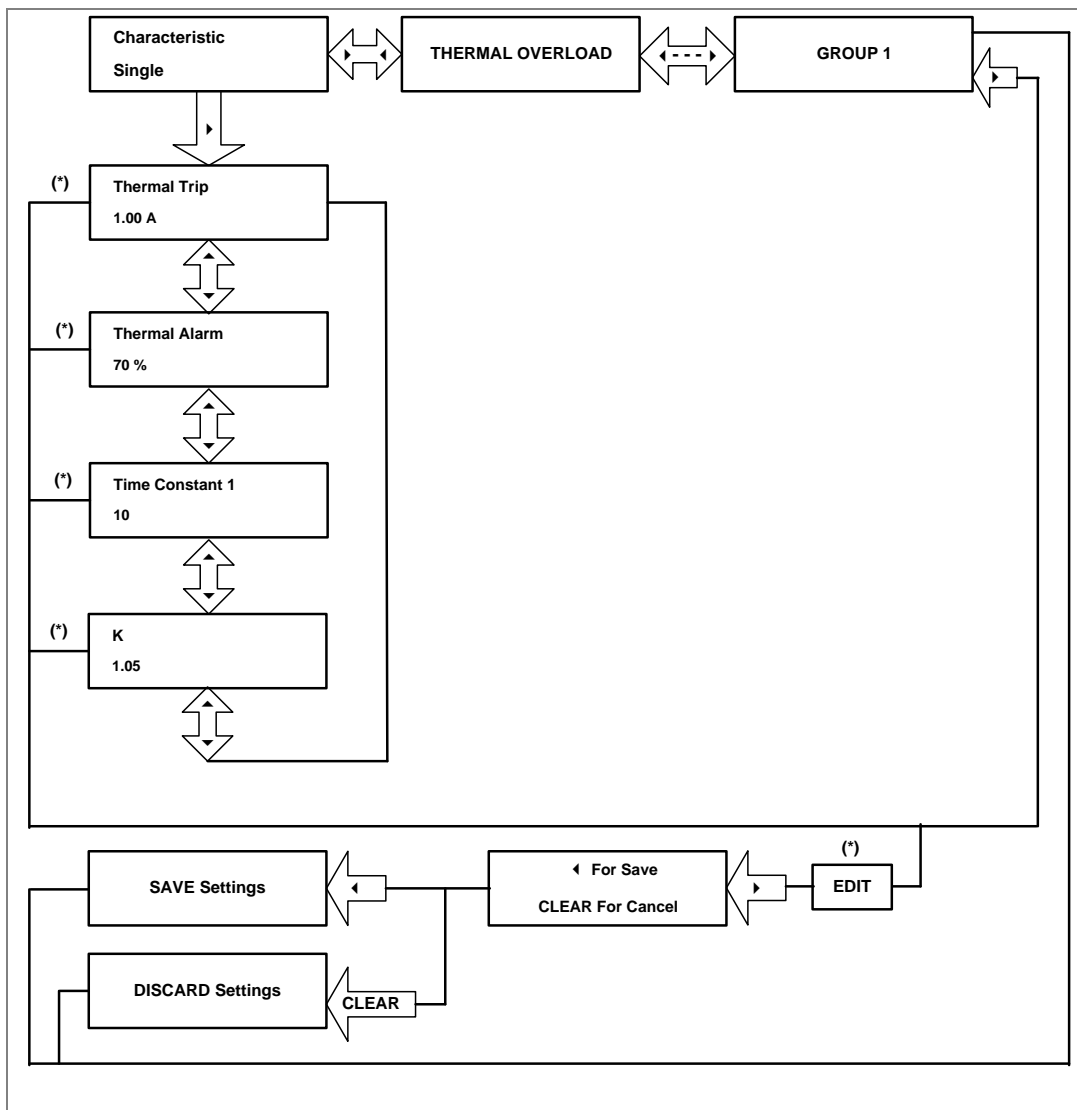 Characteristic
Single
THERMAL OVERLOAD
GROUP 1
(*)
Thermal Trip
1.00 A
(*)
Thermal Alarm
70 %
(*)
Time Constant 1
10
(*)
K
1.05
(*)
SAVE Settings
For Save
CLEAR For Cancel
EDIT
DISCARD Settings
CLEAR